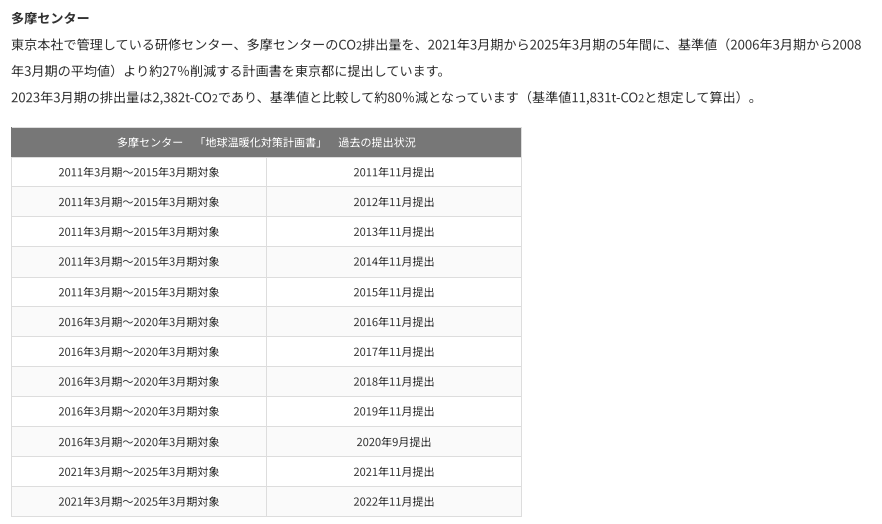 多摩センター
東京本社で管理している研修センター、多摩センターのCO2排出量を、2021年3月期から2025年3月期の5年間に、基準値（2006年3月期から2008
年3月期の平均値）より約27%削減する計画書を東京都に提出しています。
2023年3月期の排出量は2,382t-CO2であり、基準値と比較して約80%減となっています（基準値11,831t-CO2と想定して算出）。
多摩センター　「地球温暖化対策計画書」　過去の提出状況
2011年3月期～2015年3月期対象 2011年11月提出
2011年3月期～2015年3月期対象 2012年11月提出
2011年3月期～2015年3月期対象 2013年11月提出
2011年3月期～2015年3月期対象 2014年11月提出
2011年3月期～2015年3月期対象 2015年11月提出
2016年3月期～2020年3月期対象 2016年11月提出
2016年3月期～2020年3月期対象 2017年11月提出
2016年3月期～2020年3月期対象 2018年11月提出
2016年3月期～2020年3月期対象 2019年11月提出
2016年3月期～2020年3月期対象 2020年9月提出
2021年3月期～2025年3月期対象 2021年11月提出
2021年3月期～2025年3月期対象 2022年11月提出